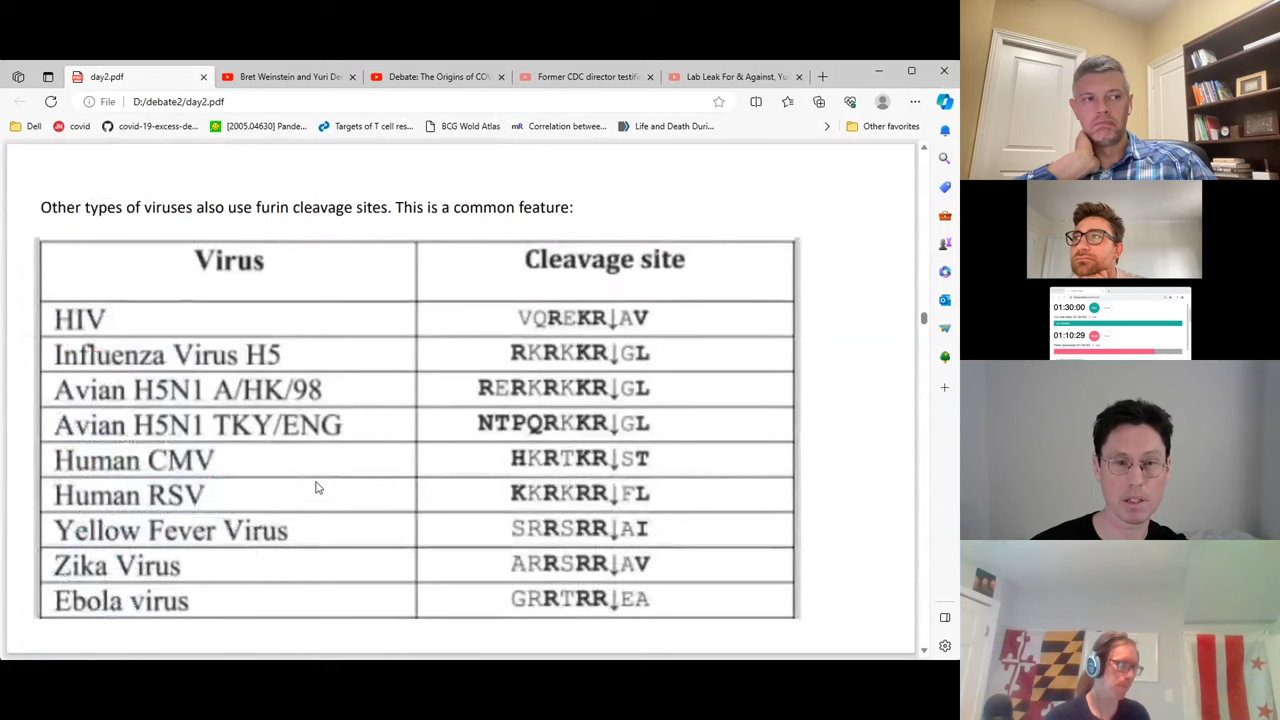 day2.pdf
Bret Weinstein and Yuri De
Debate: The Origins of CO
Former CDC director testifi
Lab Leak For & Against, Yu
File D:/debate2/day2.pdf
Dell covid covid-19-excess-de... [2005.04630] Pande... Targets of T cell res... BCG Wold Atlas Correlation betwee... Life and Death Duri... Other favorites
Other types of viruses also use furin cleavage sites. This is a common feature:
Virus Cleavage site
HIV VQREKR↓AV
Influenza Virus H5 RKRKKR↓GL
Avian H5N1 A/HK/98 RERKRKKR↓GL
Avian H5N1 TKY/ENG NTPQRKKR↓GL
Human CMV HKRTKR↓ST
Human RSV KKRKRR↓FL
Yellow Fever Virus SRRSRR↓AI
Zika Virus ARRSRR↓AV
Ebola virus GRRTRR↓EA
01:30:00
01:10:29